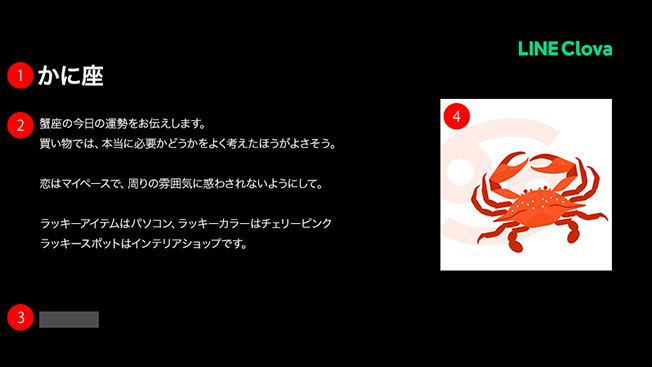 LINE Clova
1 かに座
2 蟹座の今日の運勢をお伝えします。
買い物では、本当に必要かどうかをよく考えたほうがよさそう。
恋はマイペースで、周りの雰囲気に惑わされないようにして。
ラッキーアイテムはパソコン、ラッキーカラーはチェリーピンク
ラッキースポットはインテリアショップです。
4
3